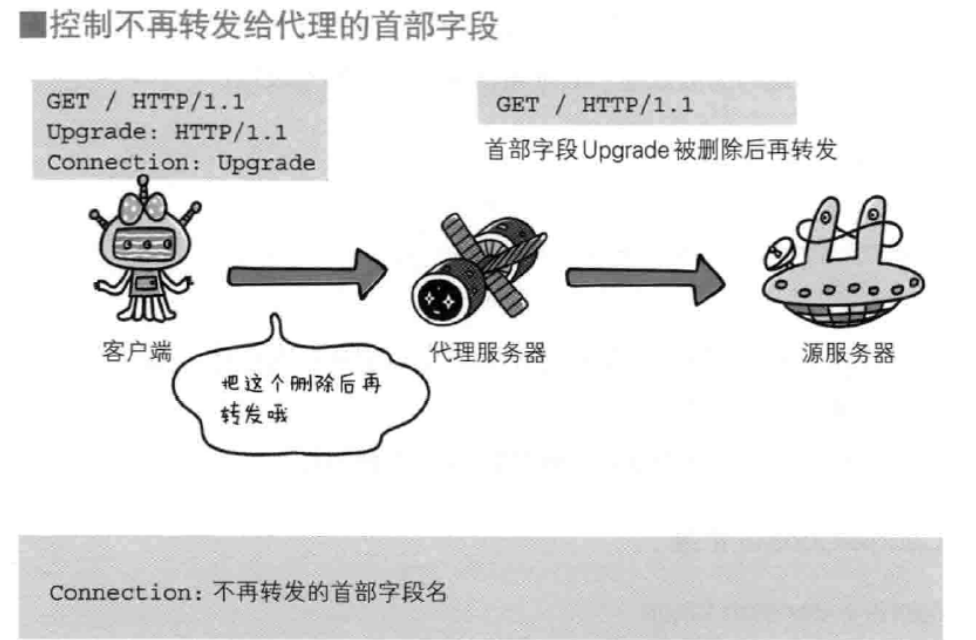 ■控制不再转发给代理的首部字段
GET / HTTP/1.1
Upgrade: HTTP/1.1
Connection: Upgrade
GET / HTTP/1.1
首部字段Upgrade被删除后再转发
客户端
代理服务器
源服务器
把这个删除后再
转发哦
Connection: 不再转发的首部字段名